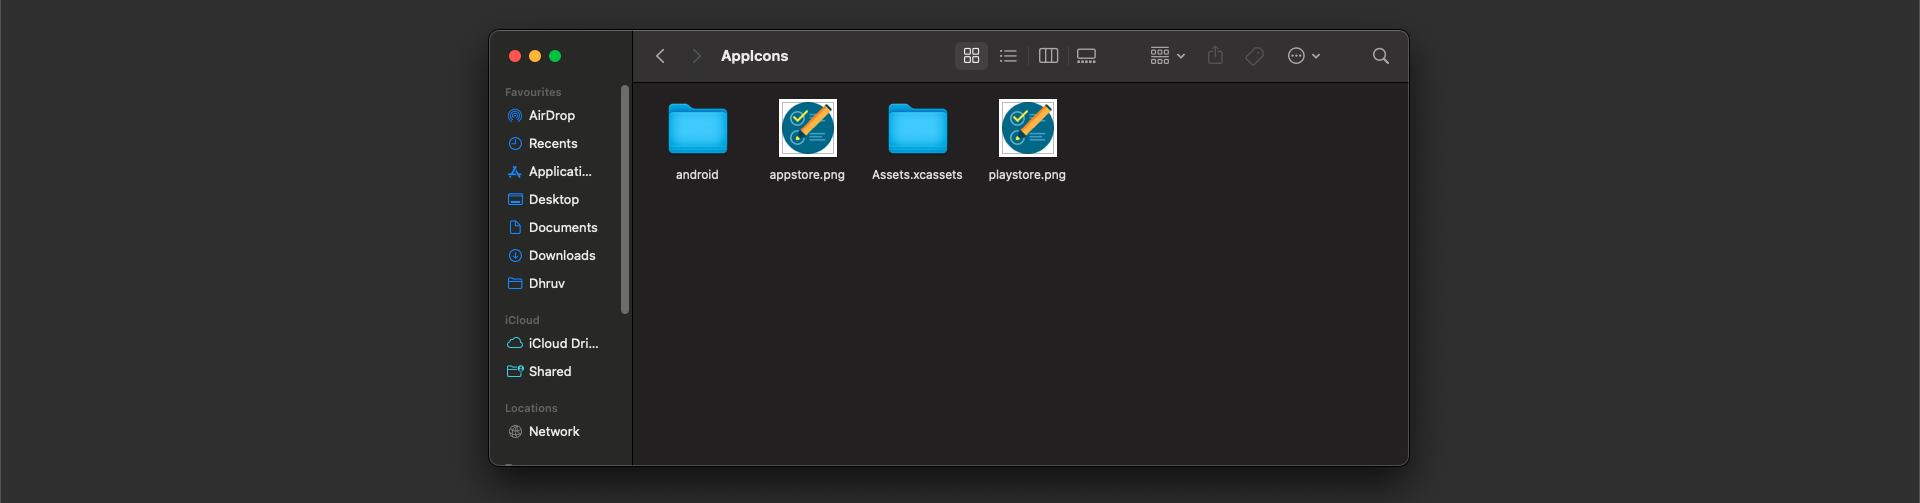 AppIcons
Favourites
AirDrop
Recents
Applicati...
Desktop
Documents
Downloads
Dhruv
iCloud
iCloud Dri...
Shared
Locations
Network
android
appstore.png
Assets.xcassets
playstore.png